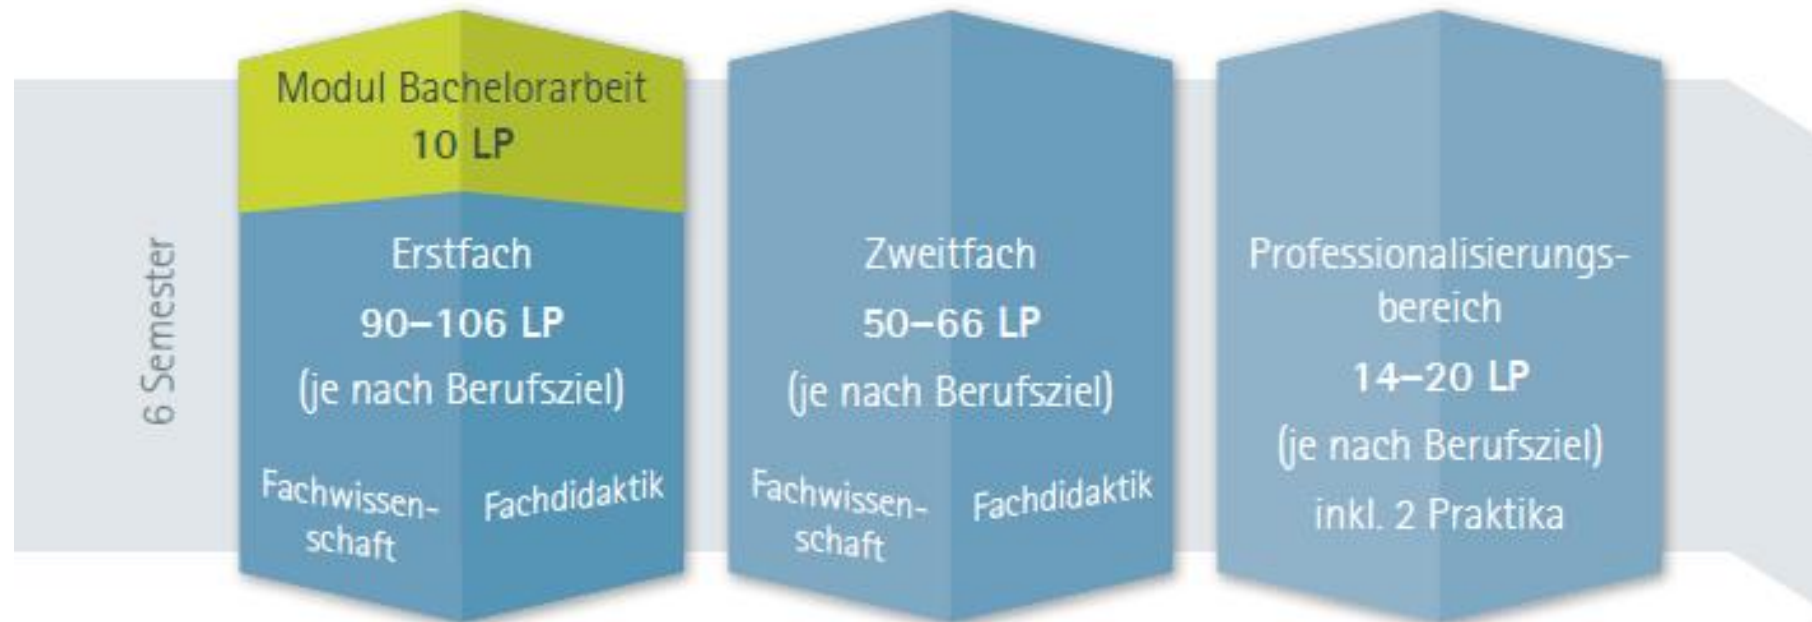 6 Semester
Modul Bachelorarbeit
10 LP
Erstfach
90–106 LP
(je nach Berufsziel)
Fachwissen-
schaft
Fachdidaktik
Zweitfach
50–66 LP
(je nach Berufsziel)
Fachwissen-
schaft
Fachdidaktik
Professionalisierungs-
bereich
14–20 LP
(je nach Berufsziel)
inkl. 2 Praktika